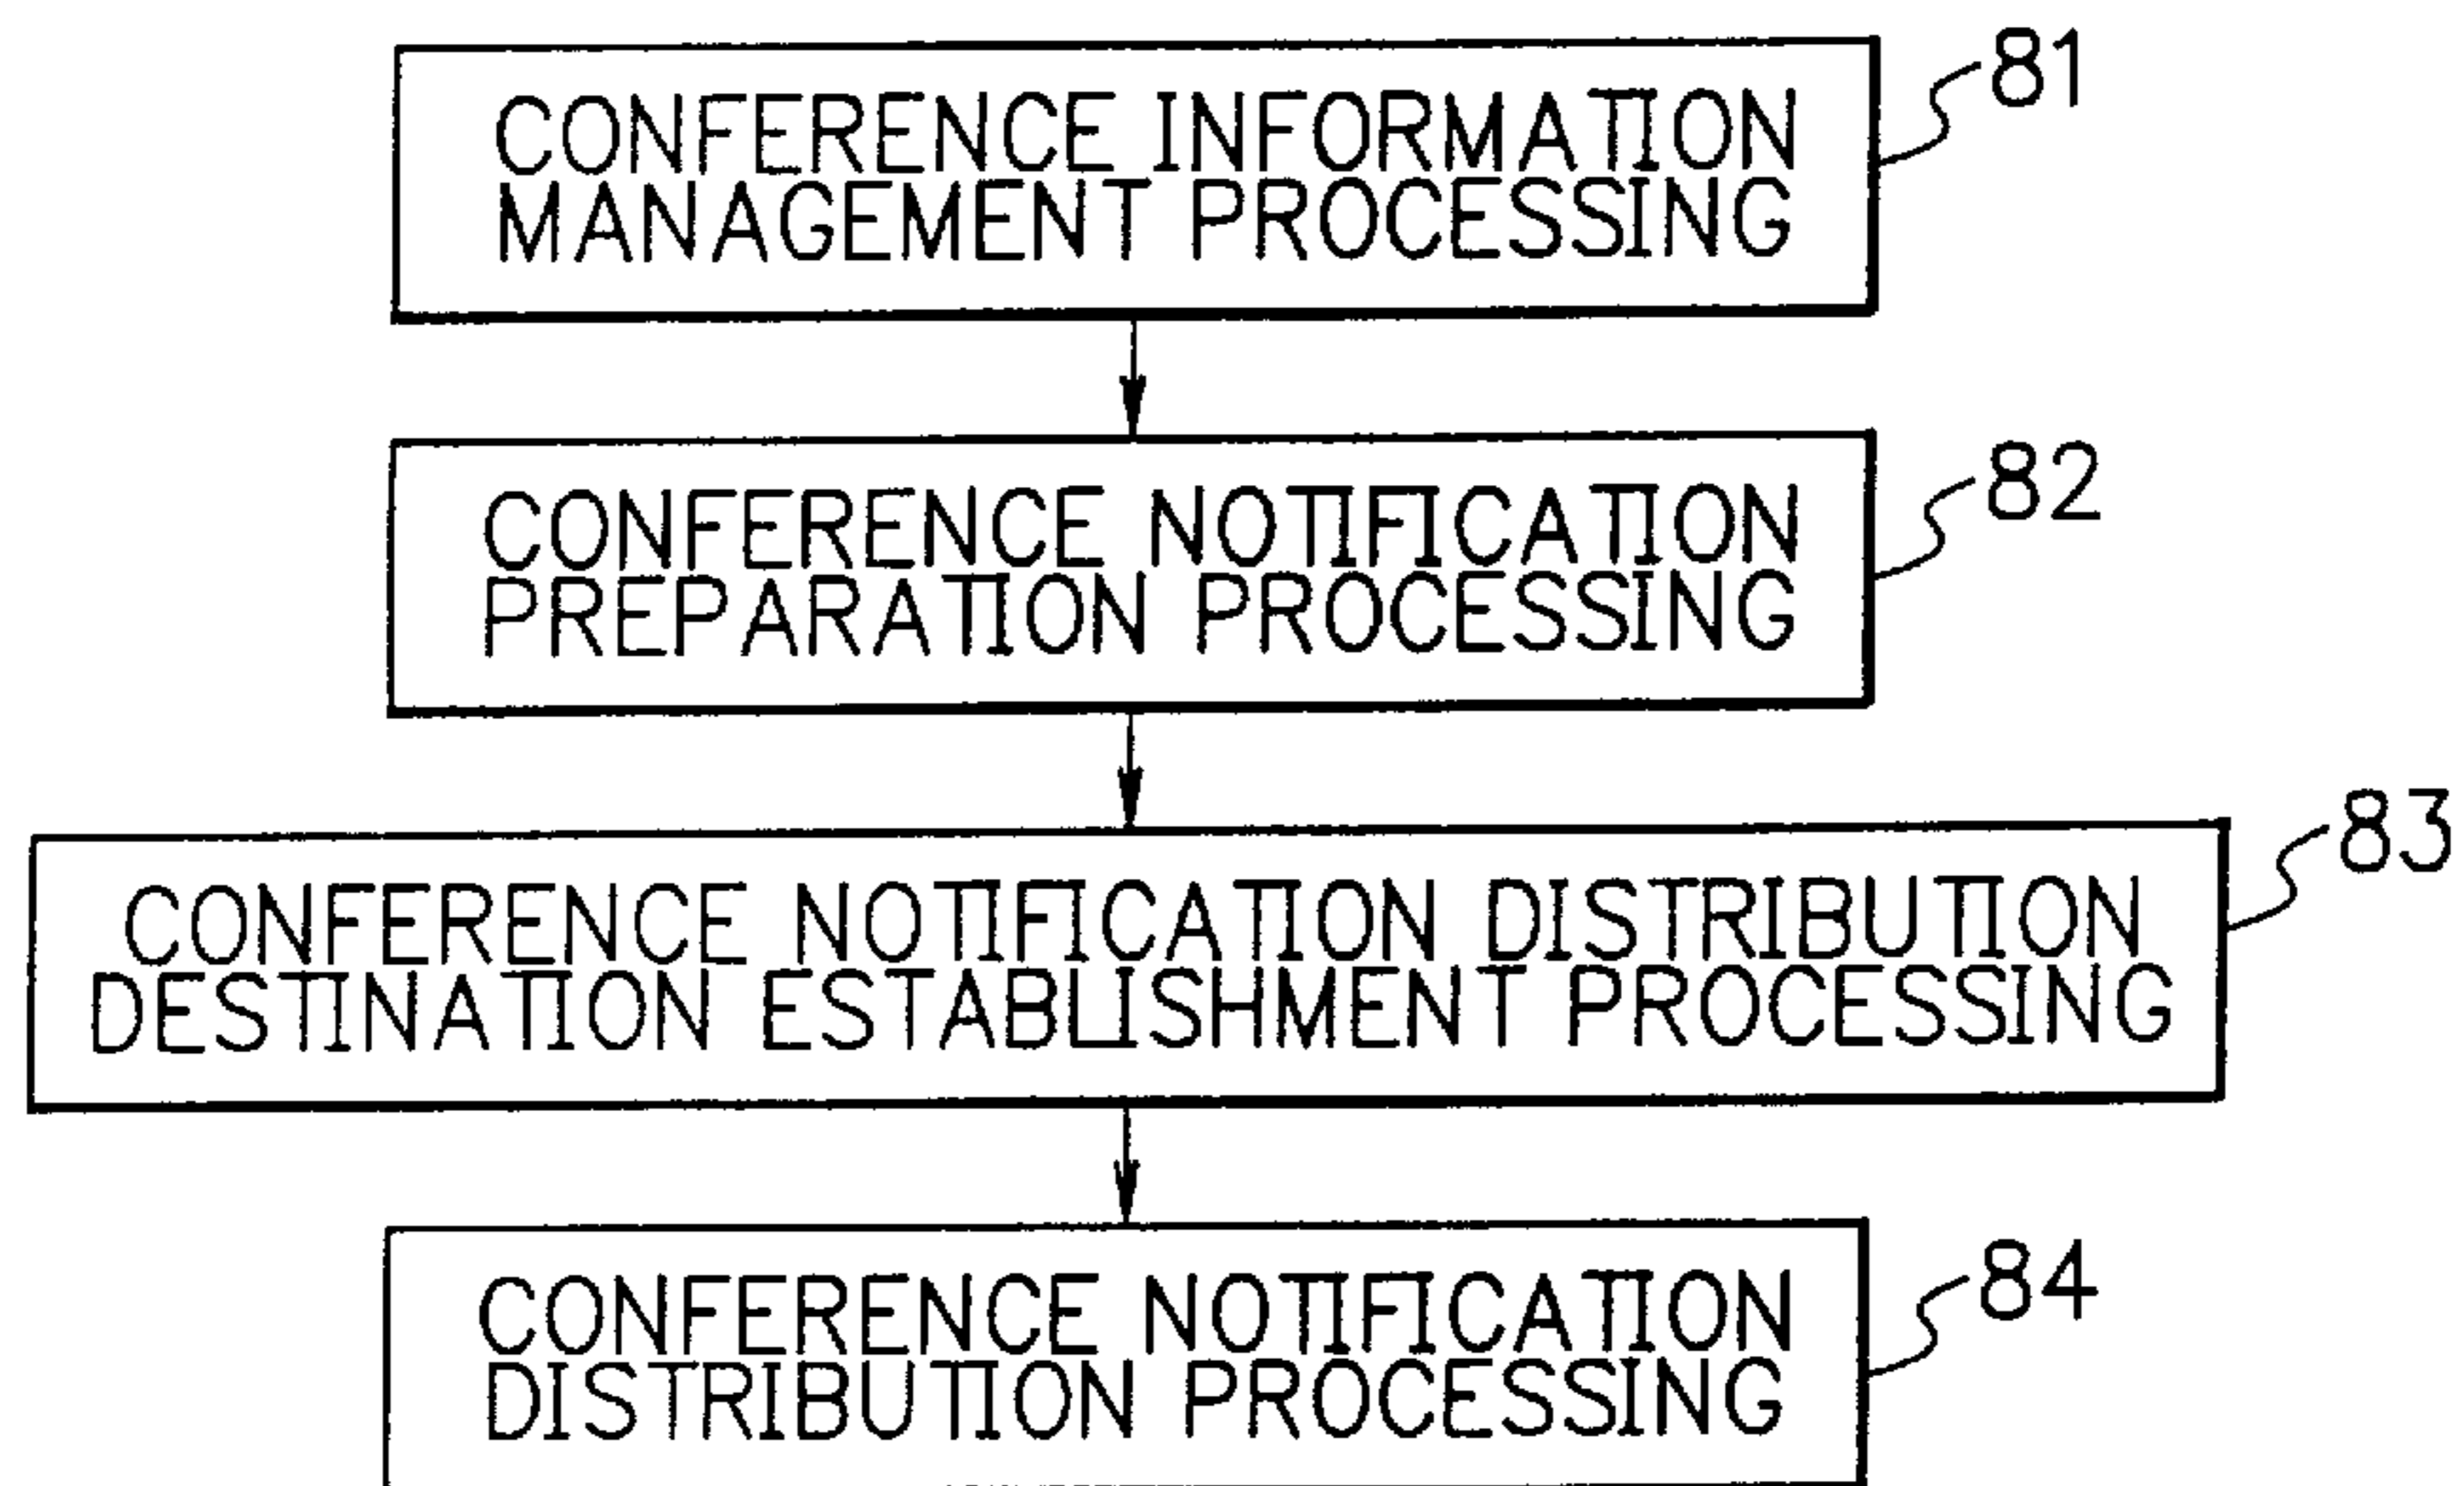 81
CONFERENCE INFORMATION
MANAGEMENT PROCESSING
82
CONFERENCE NOTIFICATION
PREPARATION PROCESSING
83
CONFERENCE NOTIFICATION DISTRIBUTION
DESTINATION ESTABLISHMENT PROCESSING
84
CONFERENCE NOTIFICATION
DISTRIBUTION PROCESSING